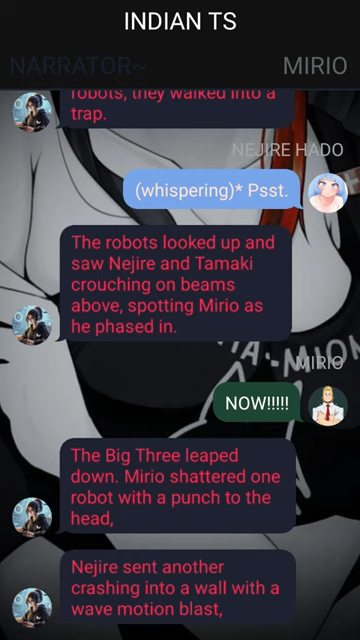 INDIAN TS
NARRATOR~
MIRIO
robots, they walked into a
trap.
NEJIRE HADO
(whispering)* Psst.
The robots looked up and
saw Nejire and Tamaki
crouching on beams
above, spotting Mirio as
he phased in.
MIRIO
NOW!!!!!
The Big Three leaped
down. Mirio shattered one
robot with a punch to the
head,
Nejire sent another
crashing into a wall with a
wave motion blast,